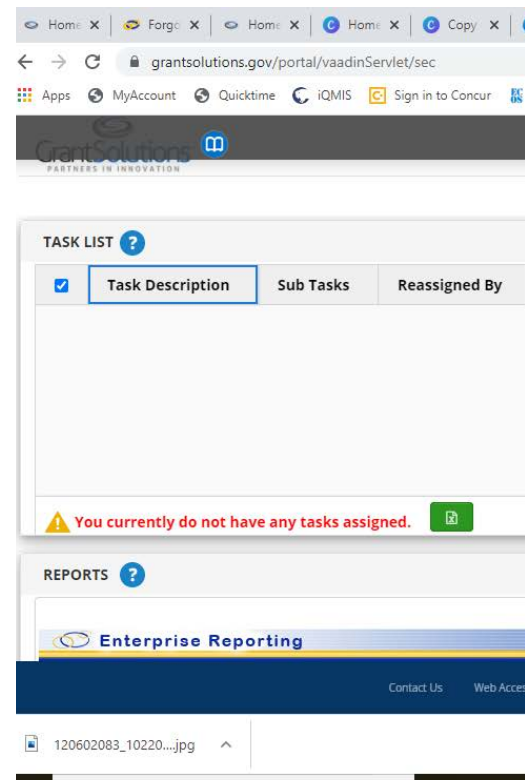 Home Forgo Home Home Copy
grantsolutions.gov/portal/vaadinServlet/sec
Apps MyAccount Quicktime iQMIS Sign in to Concur
GrantSolutions
PARTNERS IN INNOVATION
TASK LIST ?
Task Description Sub Tasks Reassigned By
You currently do not have any tasks assigned.
REPORTS ?
Enterprise Reporting
Contact Us Web Acces
120602083_10220....jpg